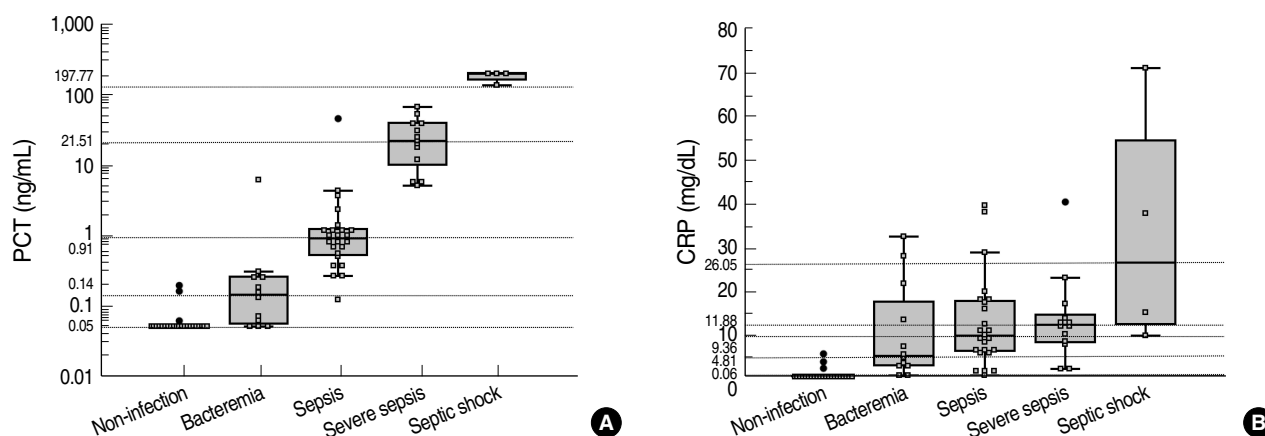 1,000
197.77
100
21.51
10
1
0.91
0.14
0.1
0.05
0.01
PCT (ng/mL)
Non-infection
Bacteremia
Sepsis
Severe sepsis
Septic shock
A
80
70
60
50
40
30
26.05
20
11.88
10
9.36
4.81
0.06
0
CRP (mg/dL)
Non-infection
Bacteremia
Sepsis
Severe sepsis
Septic shock
B